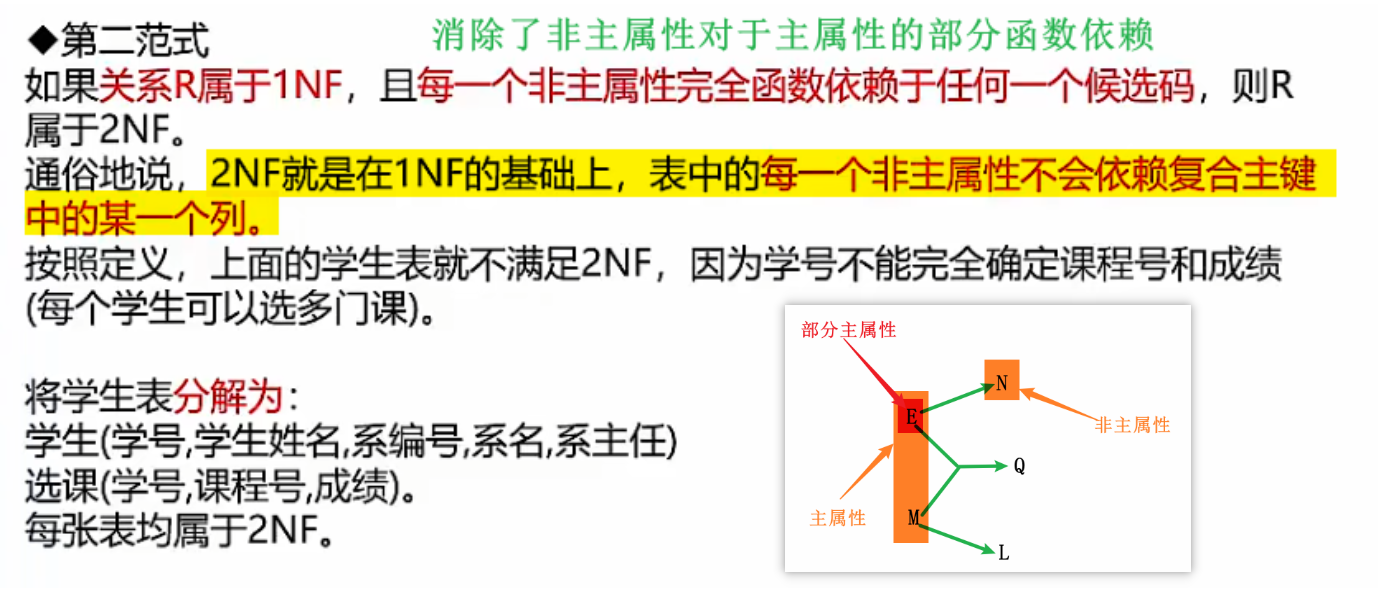 ◆第二范式
消除了非主属性对于主属性的部分函数依赖
如果关系R属于1NF，且每一个非主属性完全函数依赖于任何一个候选码，则R
属于2NF。
通俗地说，2NF就是在1NF的基础上，表中的每一个非主属性不会依赖复合主键
中的某一个列。
按照定义，上面的学生表就不满足2NF，因为学号不能完全确定课程号和成绩
(每个学生可以选多门课)。
将学生表分解为：
学生(学号,学生姓名,系编号,系名,系主任)
选课(学号,课程号,成绩)。
每张表均属于2NF。
部分主属性
N
E
非主属性
Q
主属性
M
L